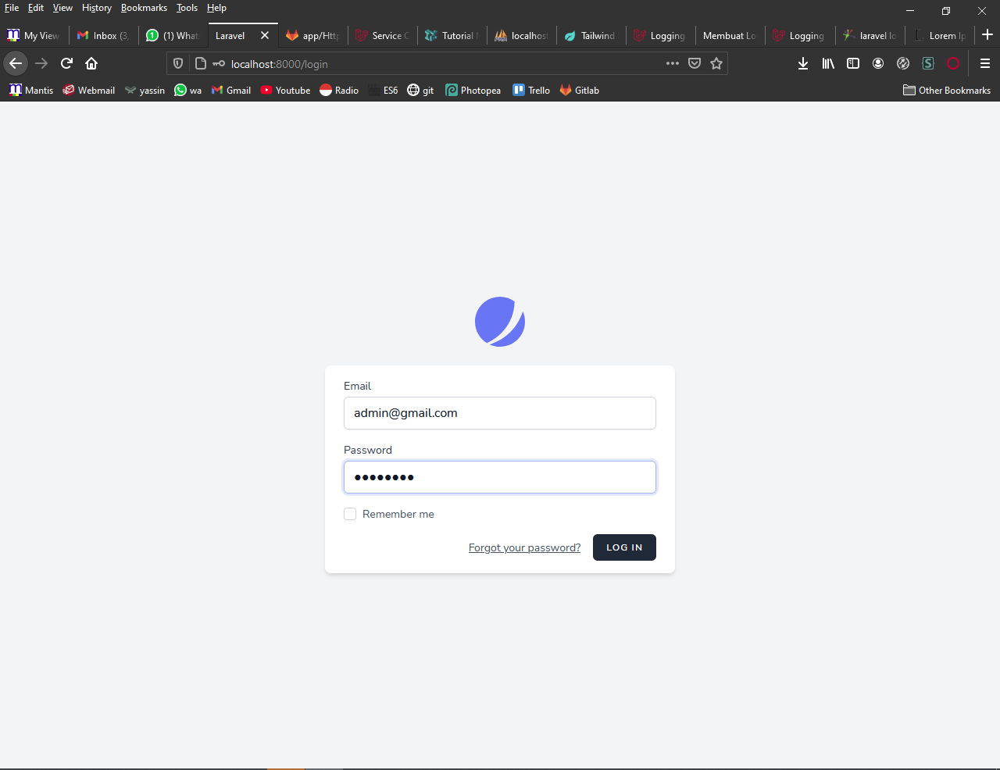 File Edit View History Bookmarks Tools Help
My View Inbox (3, (1) What Laravel app/Http Service C Tutorial localhost Tailwind Logging Membuat Lo Logging laravel lo Lorem Ip
localhost:8000/login
Mantis Webmail yassin wa Gmail Youtube Radio ES6 git Photopea Trello Gitlab Other Bookmarks
Email
admin@gmail.com
Password
Remember me
Forgot your password? LOG IN